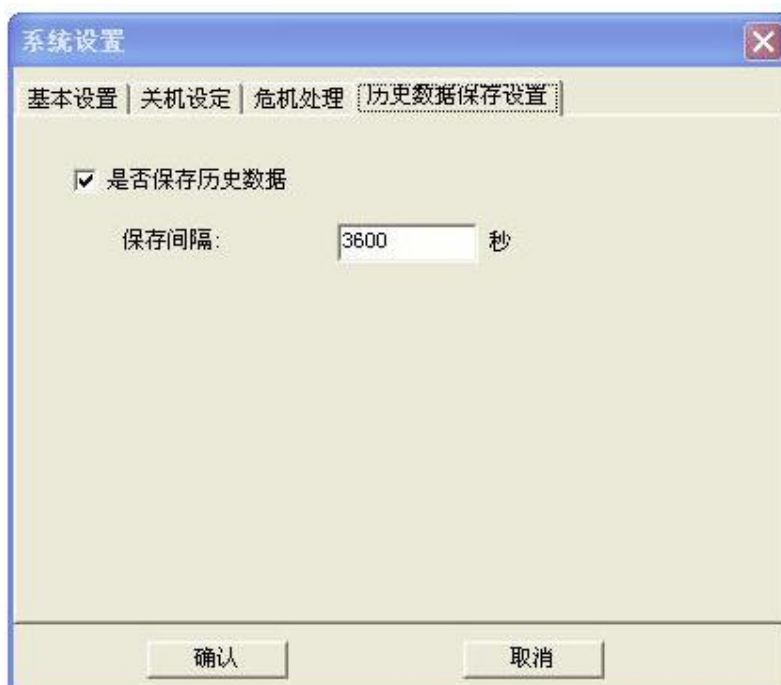 系统设置
基本设置 关机设定 危机处理 历史数据保存设置
是否保存历史数据
保存间隔: 3600 秒
确认 取消